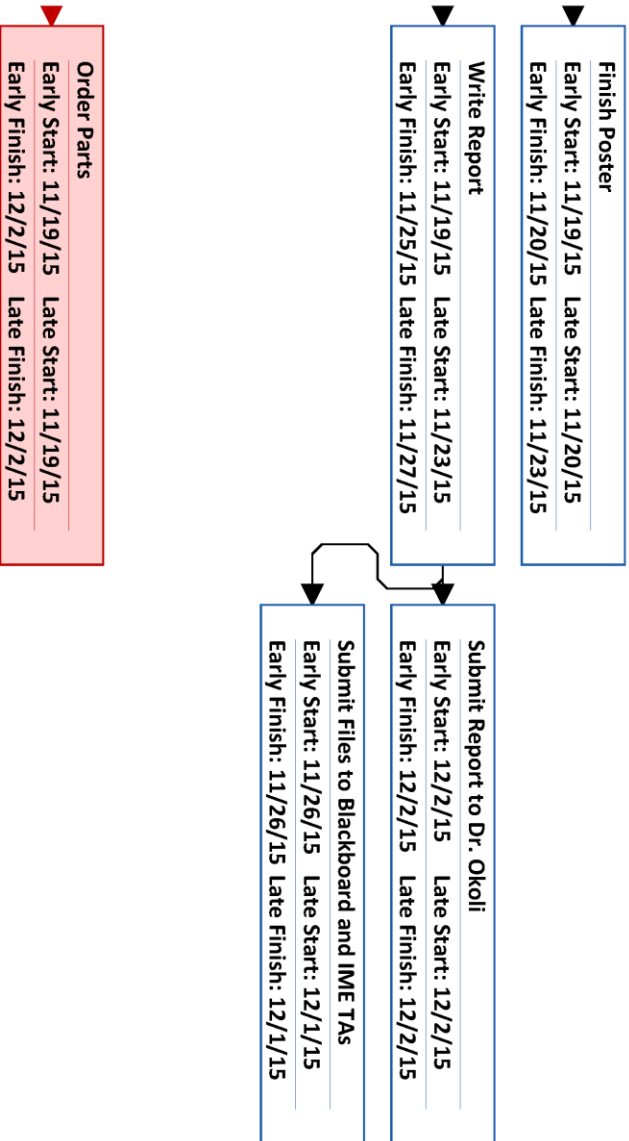 Finish Poster
Early Start: 11/19/15 Late Start: 11/20/15
Early Finish: 11/20/15 Late Finish: 11/23/15
Write Report
Early Start: 11/19/15 Late Start: 11/23/15
Early Finish: 11/25/15 Late Finish: 11/27/15
Submit Report to Dr. Okoli
Early Start: 12/2/15 Late Start: 12/2/15
Early Finish: 12/2/15 Late Finish: 12/2/15
Submit Files to Blackboard and IME TAs
Early Start: 11/26/15 Late Start: 12/1/15
Early Finish: 11/26/15 Late Finish: 12/1/15
Order Parts
Early Start: 11/19/15 Late Start: 11/19/15
Early Finish: 12/2/15 Late Finish: 12/2/15